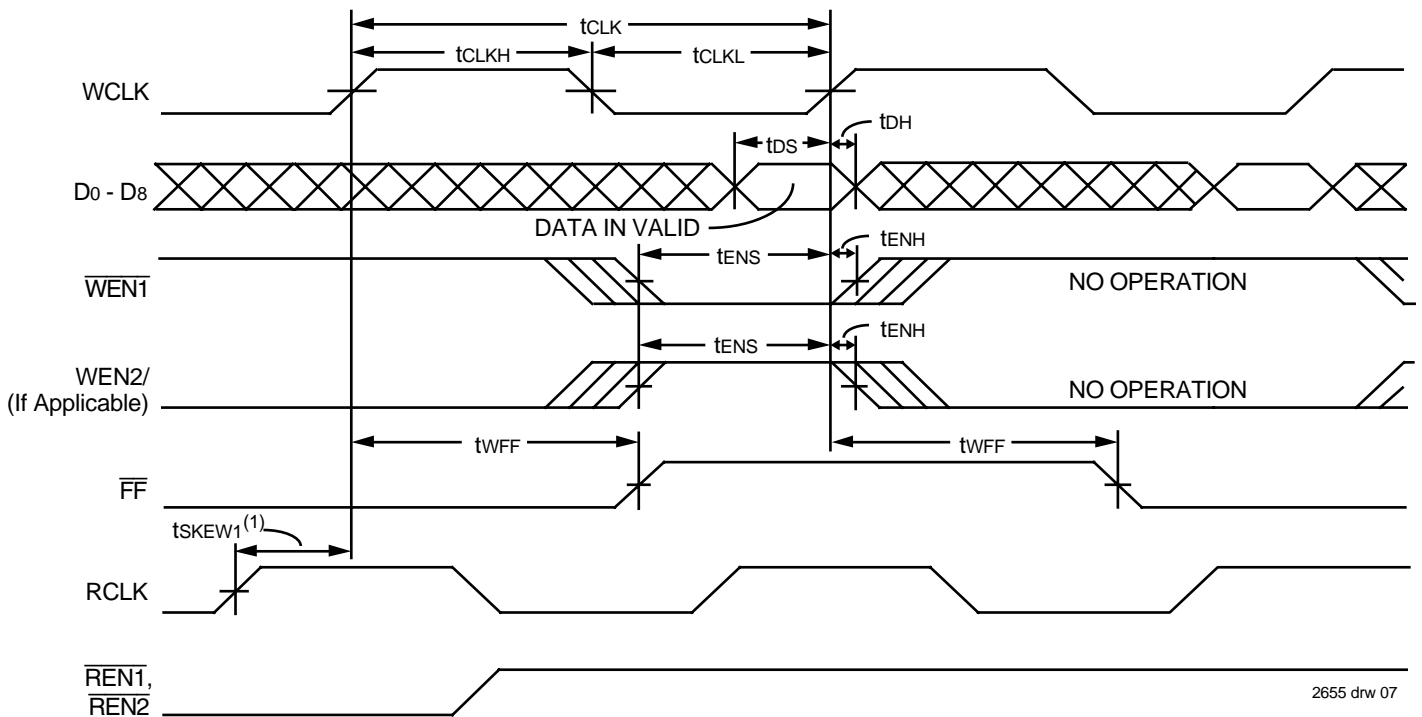 tCLK
tCLKH
tCLKL
WCLK
tDH
tDS
D0 - D8
DATA IN VALID
tENH
tENS
WEN1
NO OPERATION
tENH
tENS
WEN2/
(If Applicable)
NO OPERATION
tWFF
tWFF
FF
tSKEW1(1)
RCLK
REN1,
REN2
2655 drw 07